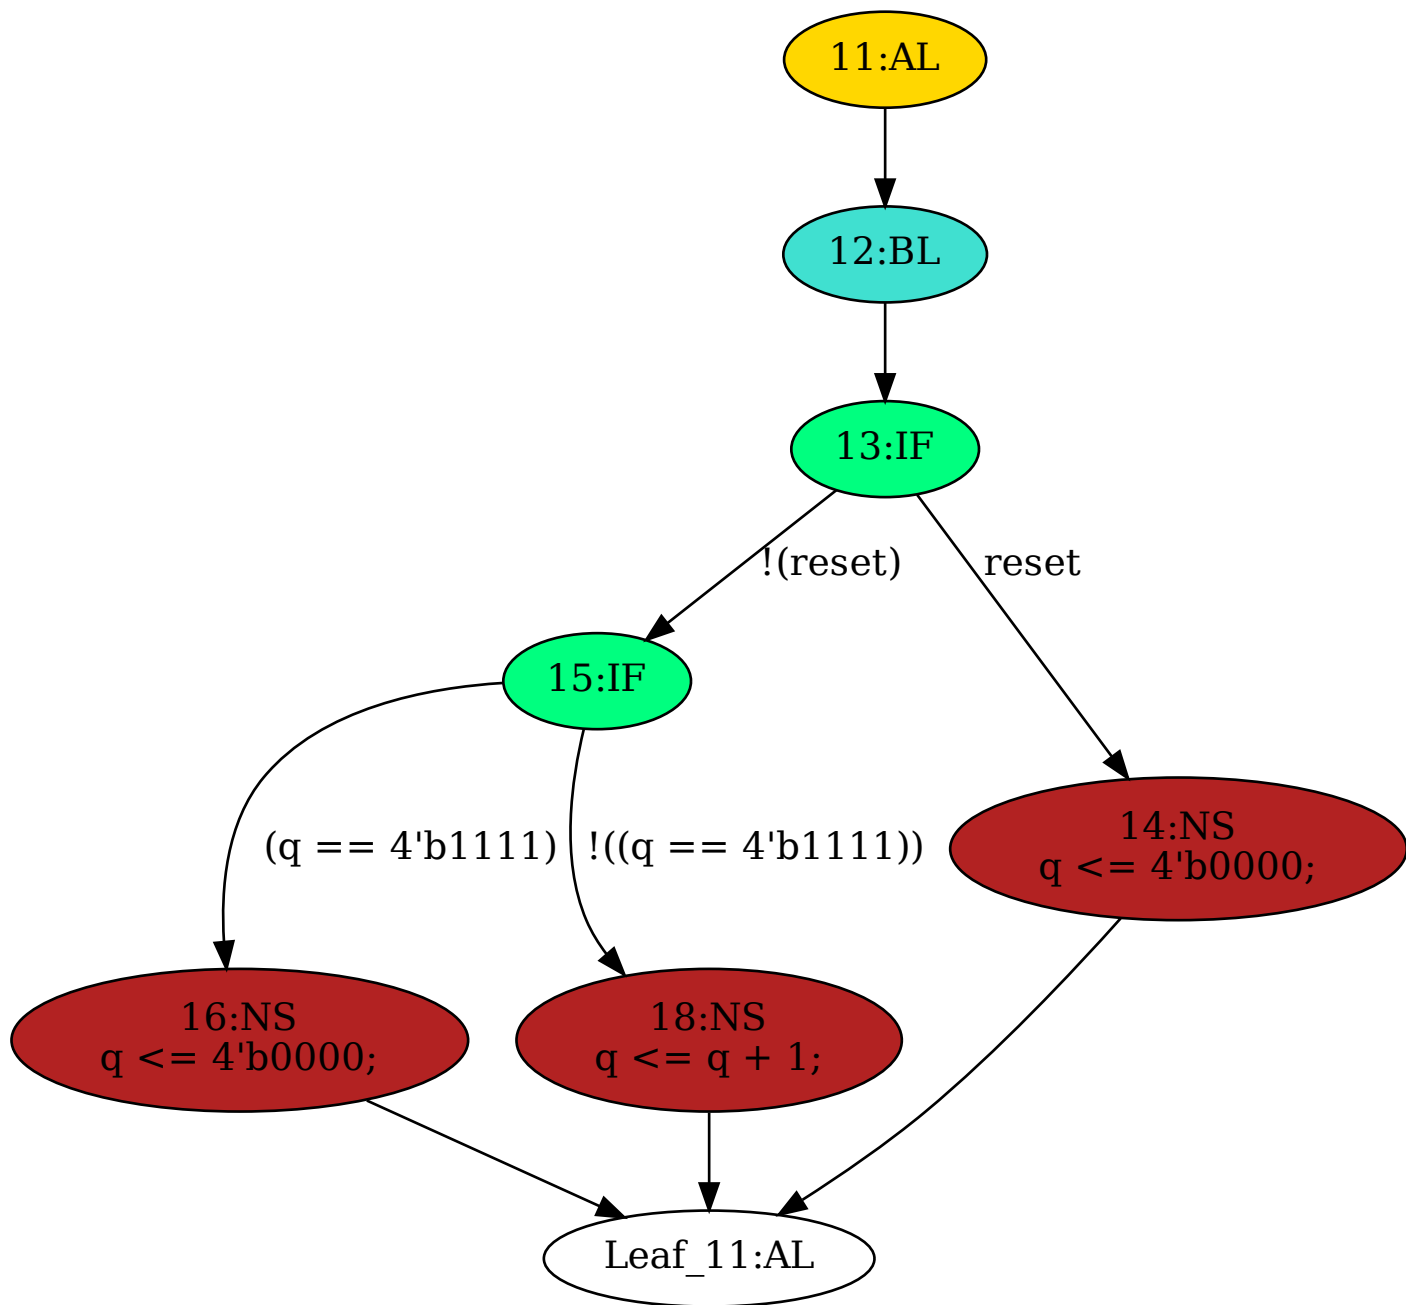 11:AL
12:BL
13:IF
!(reset)
reset
15:IF
(q == 4'b1111)
!((q == 4'b1111))
14:NS
q <= 4'b0000;
16:NS
q <= 4'b0000;
18:NS
q <= q + 1;
Leaf_11:AL